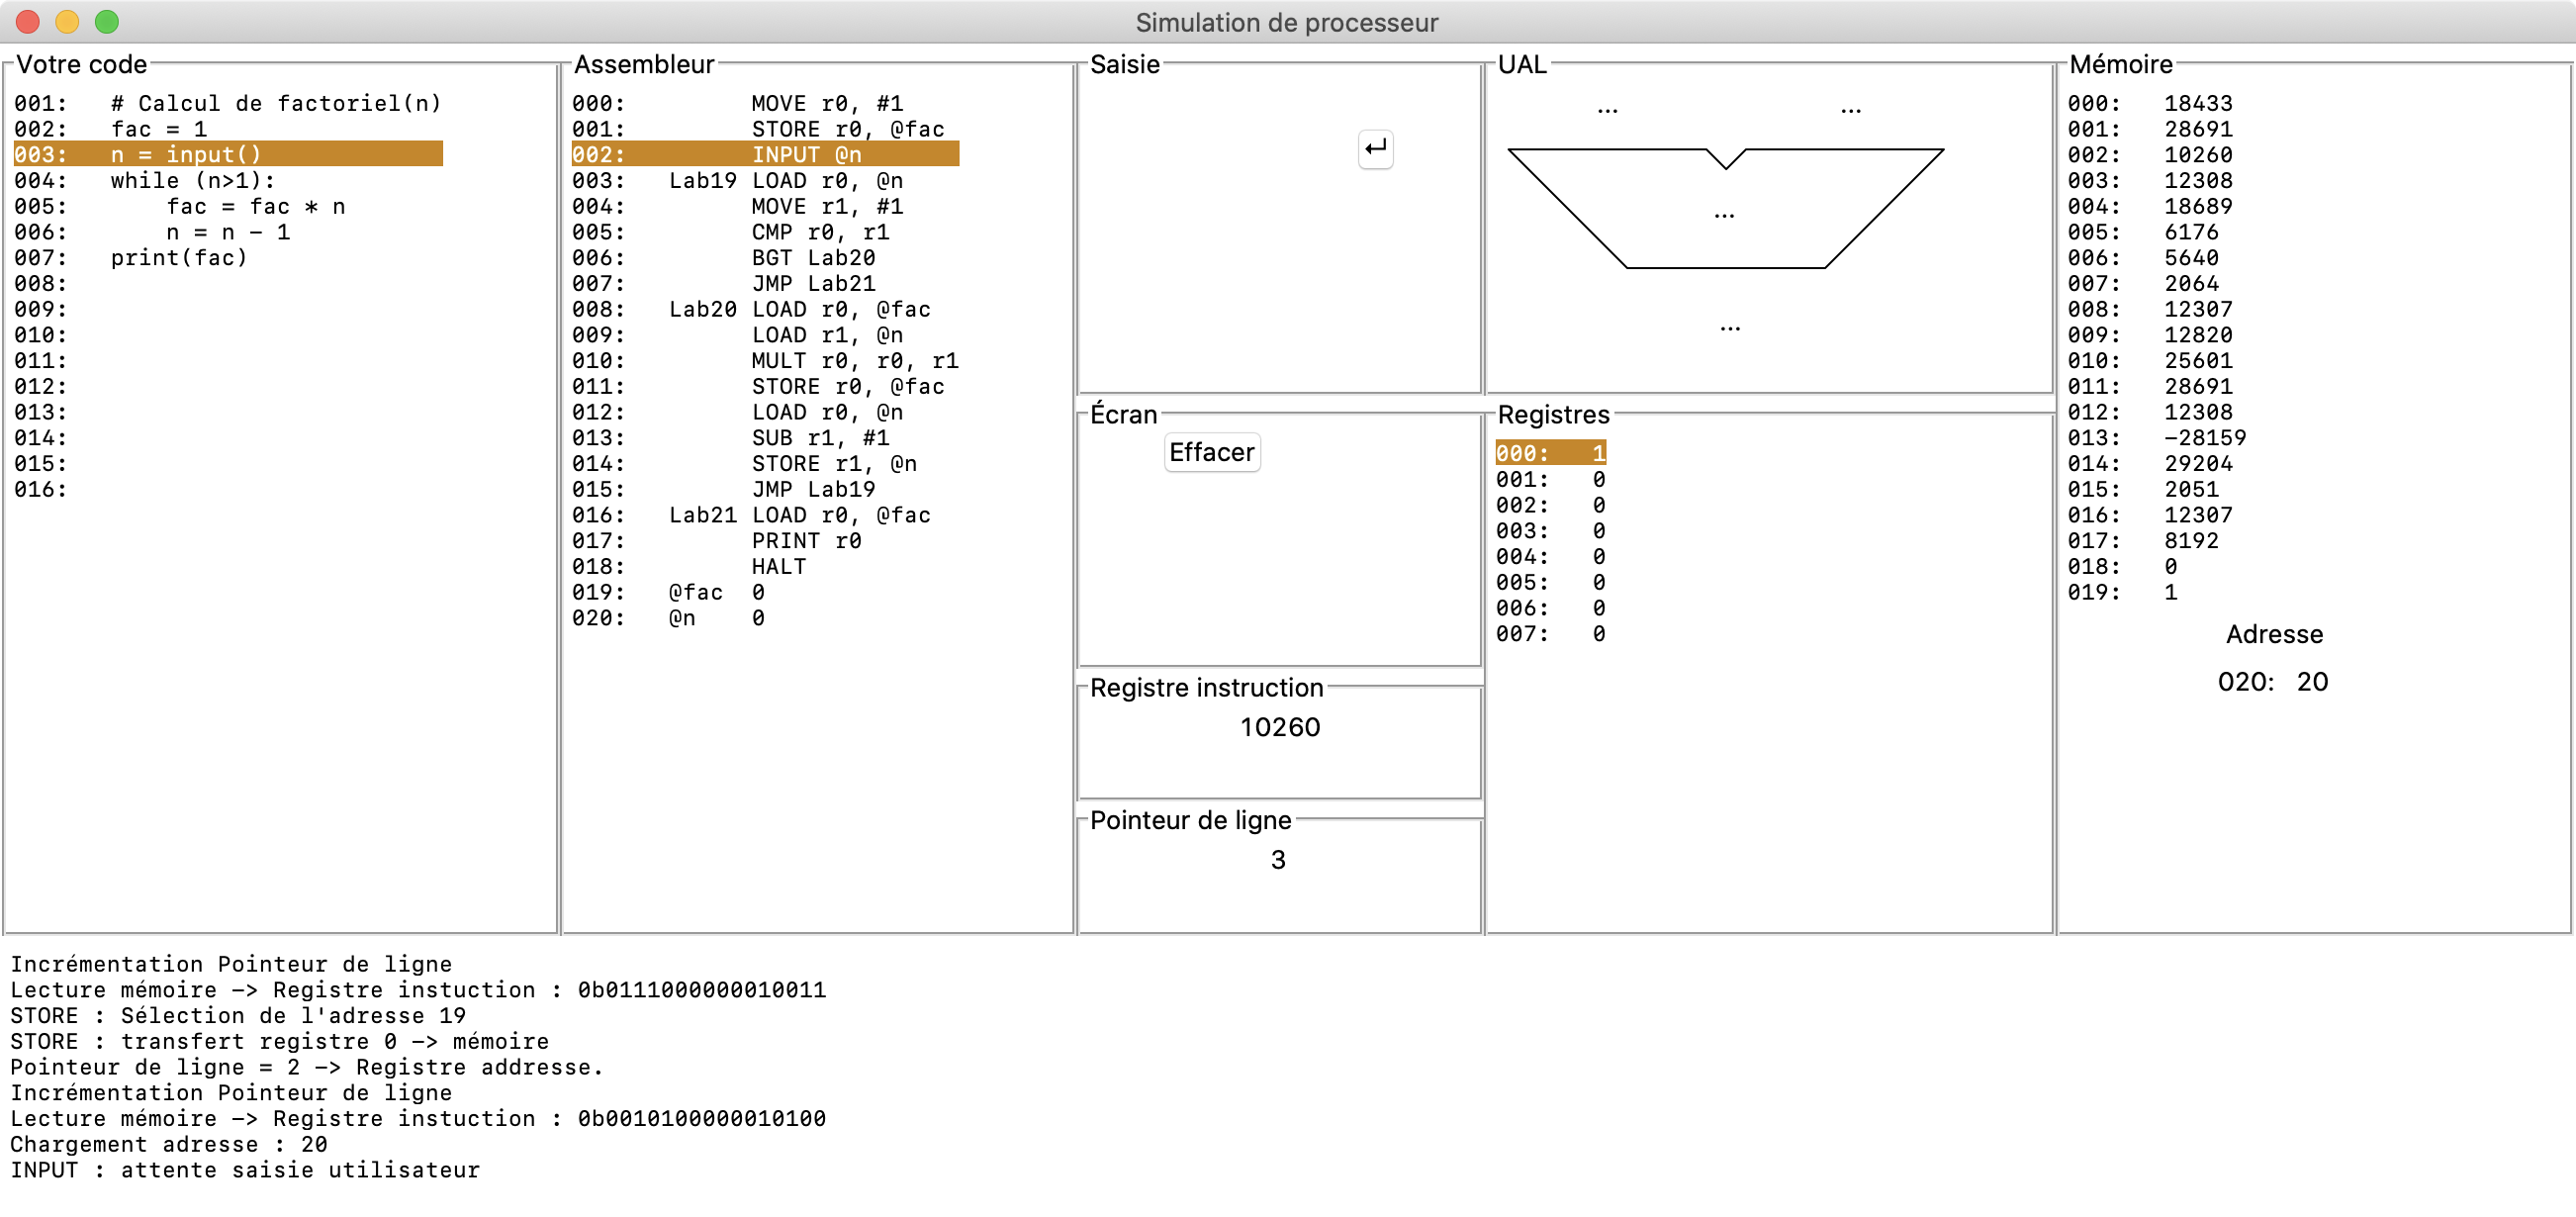 Simulation de processeur
Votre code
001:   # Calcul de factoriel(n)
002:   fac = 1
003:   n = input()
004:   while (n>1):
005:       fac = fac * n
006:       n = n - 1
007:   print(fac)
008:
009:
010:
011:
012:
013:
014:
015:
016:
Assembleur
000:         MOVE r0, #1
001:         STORE r0, @fac
002:         INPUT @n
003:   Lab19 LOAD r0, @n
004:         MOVE r1, #1
005:         CMP r0, r1
006:         BGT Lab20
007:         JMP Lab21
008:   Lab20 LOAD r0, @fac
009:         LOAD r1, @n
010:         MULT r0, r0, r1
011:         STORE r0, @fac
012:         LOAD r0, @n
013:         SUB r1, #1
014:         STORE r1, @n
015:         JMP Lab19
016:   Lab21 LOAD r0, @fac
017:         PRINT r0
018:         HALT
019:   @fac  0
020:   @n    0
Saisie
↵
Écran
Effacer
Registre instruction
10260
Pointeur de ligne
3
UAL
... ...
...
...
Registres
000:   1
001:   0
002:   0
003:   0
004:   0
005:   0
006:   0
007:   0
Mémoire
000:   18433
001:   28691
002:   10260
003:   12308
004:   18689
005:   6176
006:   5640
007:   2064
008:   12307
009:   12820
010:   25601
011:   28691
012:   12308
013:   -28159
014:   29204
015:   2051
016:   12307
017:   8192
018:   0
019:   1
Adresse
020:   20
Incrémentation Pointeur de ligne
Lecture mémoire -> Registre instuction : 0b0111000000010011
STORE : Sélection de l'adresse 19
STORE : transfert registre 0 -> mémoire
Pointeur de ligne = 2 -> Registre addresse.
Incrémentation Pointeur de ligne
Lecture mémoire -> Registre instuction : 0b0010100000010100
Chargement adresse : 20
INPUT : attente saisie utilisateur